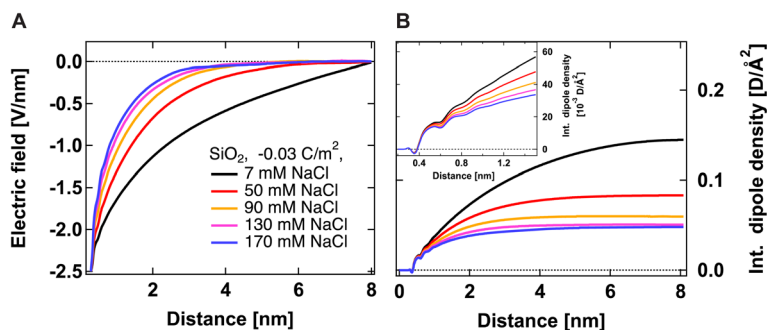 A
B
Electric field [V/nm]
0.0
-0.5
-1.0
-1.5
-2.0
-2.5
SiO₂, -0.03 C/m²,
7 mM NaCl
50 mM NaCl
90 mM NaCl
130 mM NaCl
170 mM NaCl
2
4
6
8
Distance [nm]
60
40
20
0
Int. dipole density
[10⁻³ D/Å²]
0.4
0.8
1.2
Distance [nm]
0.2
0.1
0.0
Int. dipole density [D/Å²]
0
2
4
6
8
Distance [nm]